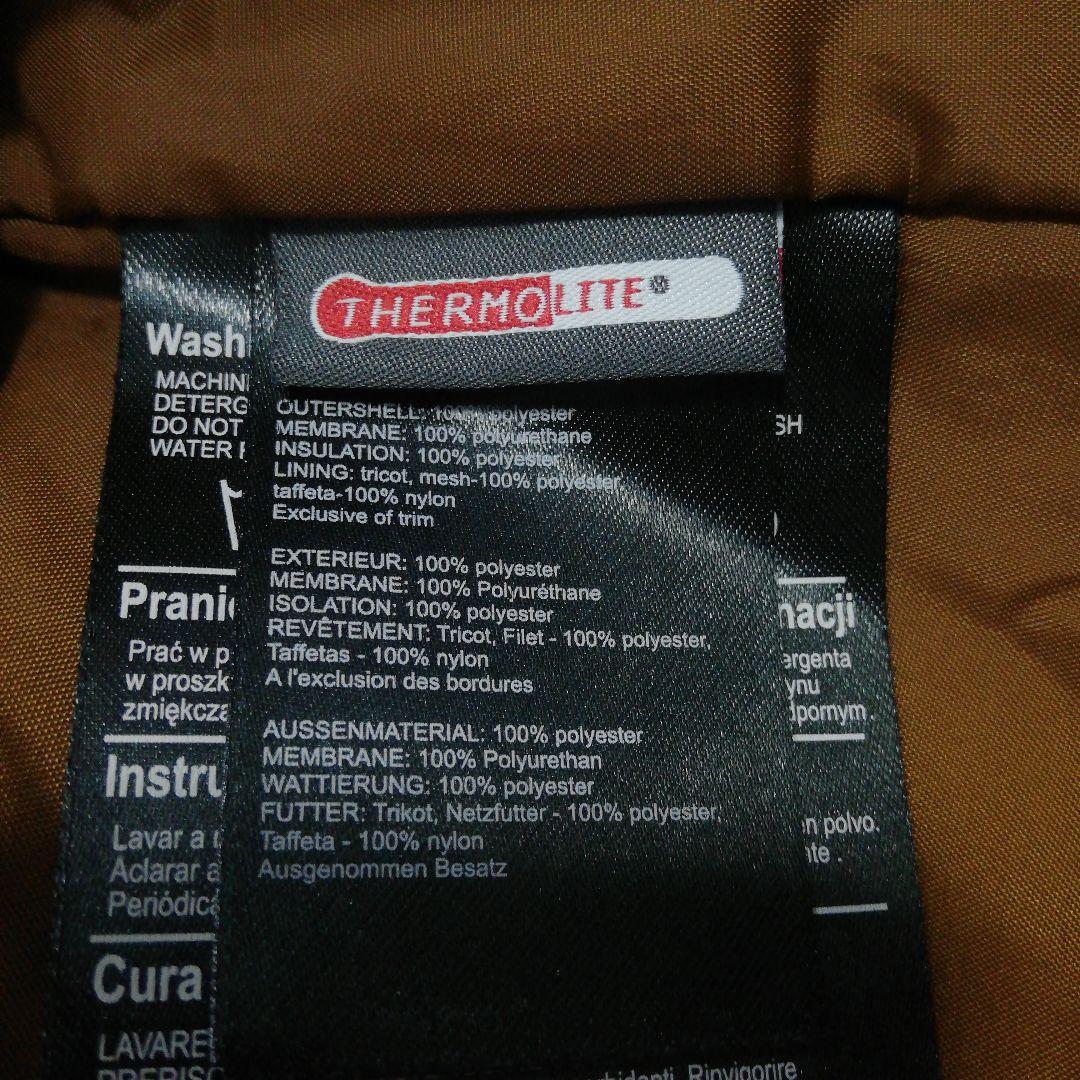 THERMOLITE®
OUTERSHELL: 100% polyester
MEMBRANE: 100% polyurethane
INSULATION: 100% polyester
LINING: tricot, mesh-100% polyester
taffeta-100% nylon
Exclusive of trim
EXTERIEUR: 100% polyester
MEMBRANE: 100% Polyuréthane
ISOLATION: 100% polyester
REVÊTEMENT: Tricot, Filet - 100% polyester,
Taffetas - 100% nylon
A l'exclusion des bordures
AUSSENMATERIAL: 100% polyester
MEMBRANE: 100% Polyurethan
WATTIERUNG: 100% polyester
FUTTER: Trikot, Netzfutter - 100% polyester,
Taffeta - 100% nylon
Ausgenommen Besatz
Wash
MACHIN
DETERG
DO NOT
WATER
SH
Prani
macji
Prać w p
ergenta
w proszk
ynu
zmiękcza
dpornym.
Instru
Lavar a
n polvo.
Aclarar a
te.
Periódica
Cura
LAVARE
Rinvigorire